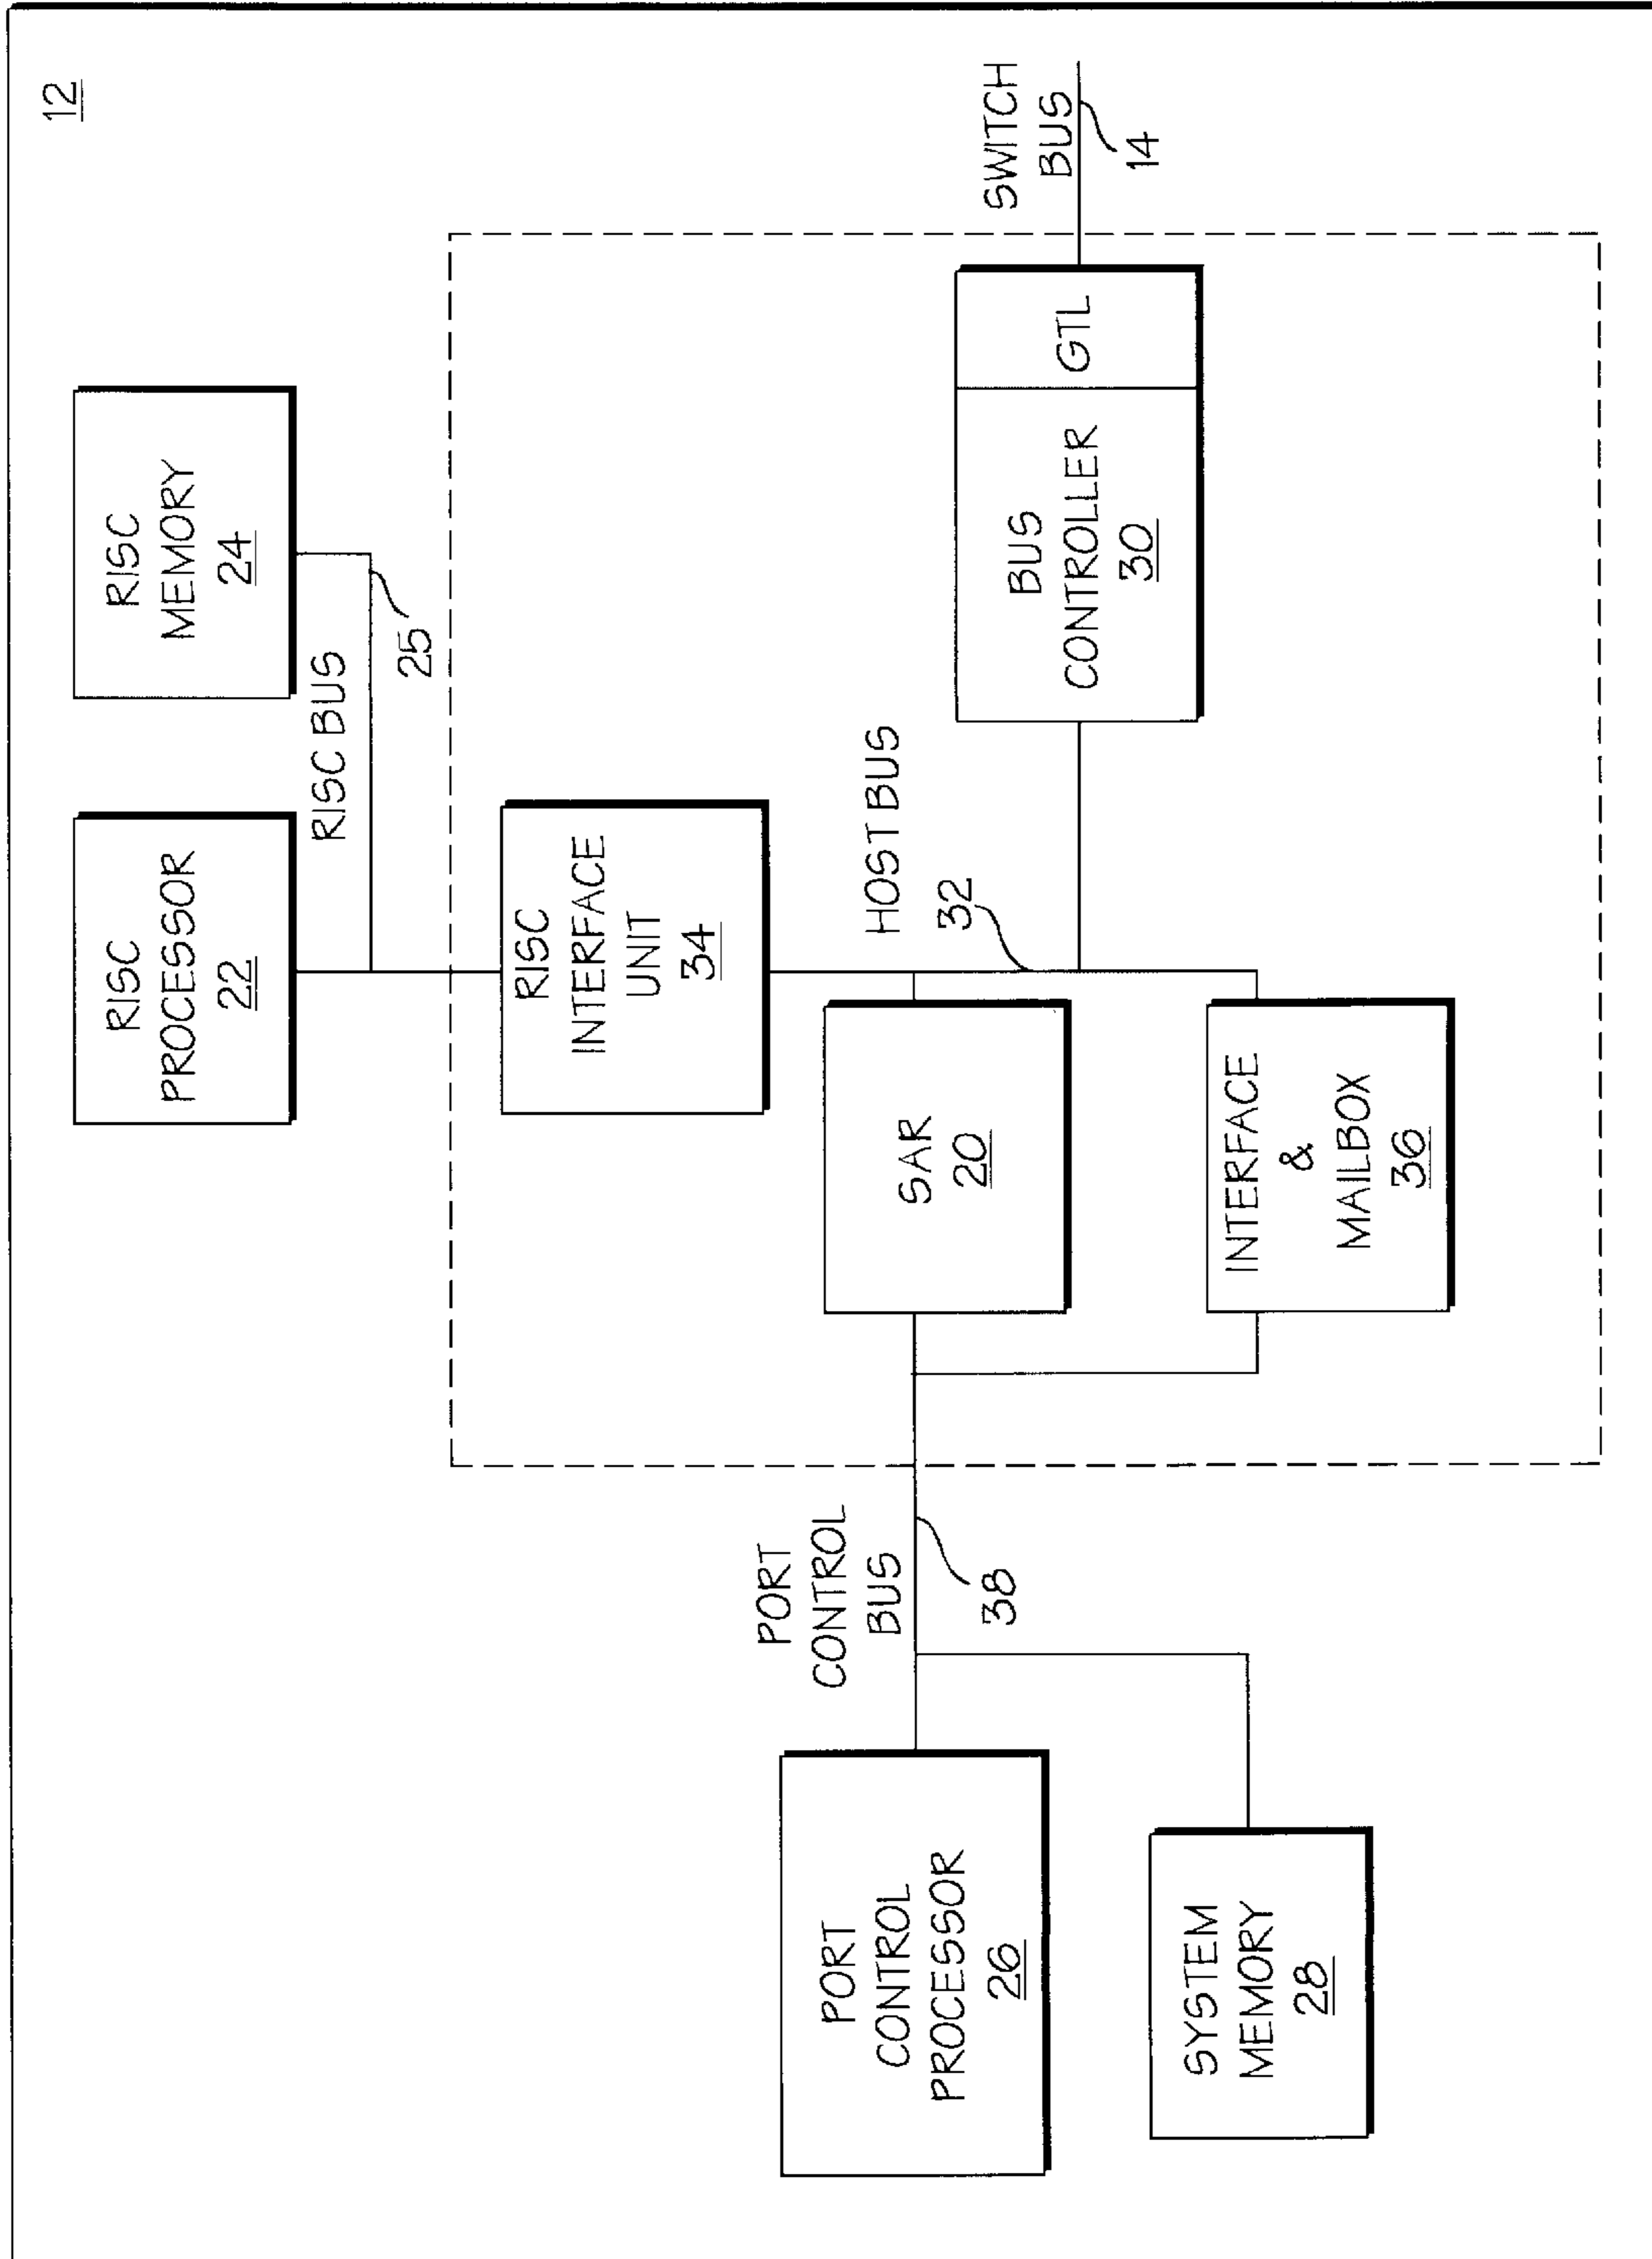 12
RISC
PROCESSOR
22
RISC
MEMORY
24
RISC BUS
25
RISC
INTERFACE
UNIT
34
HOST BUS
32
SWITCH
BUS
14
BUS
CONTROLLER
30
GTL
SAR
20
INTERFACE
&
MAILBOX
36
PORT
CONTROL
BUS
38
PORT
CONTROL
PROCESSOR
26
SYSTEM
MEMORY
28